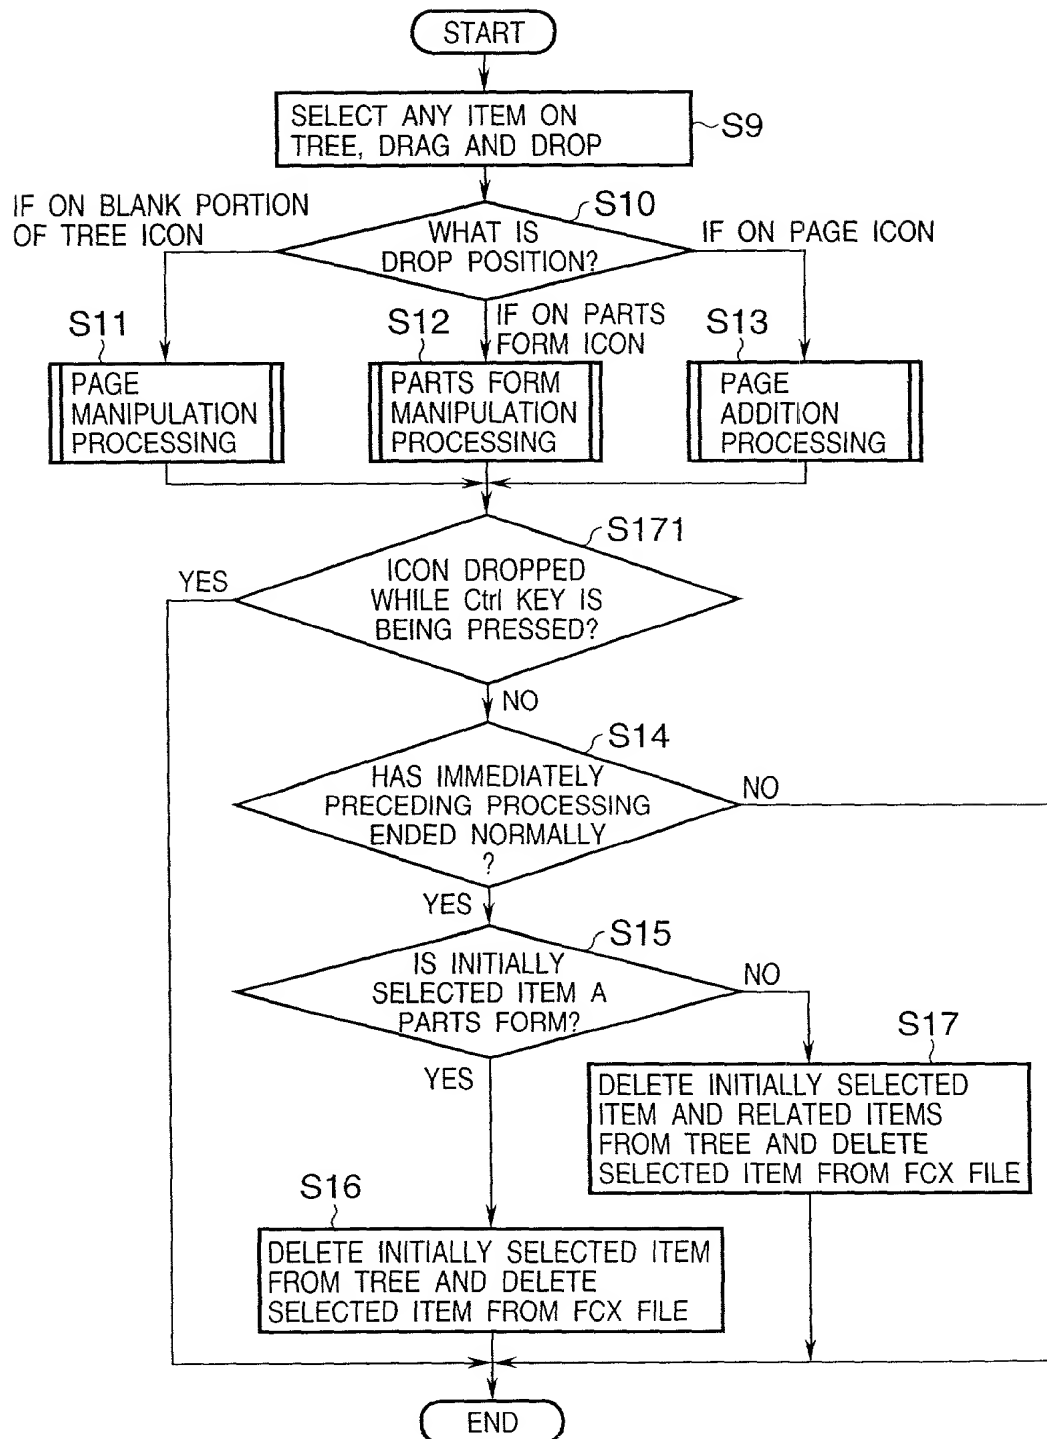 START
SELECT ANY ITEM ON
TREE, DRAG AND DROP
S9
IF ON BLANK PORTION
OF TREE ICON
S10
WHAT IS
DROP POSITION?
IF ON PAGE ICON
S11
S12
IF ON PARTS
FORM ICON
S13
PAGE
MANIPULATION
PROCESSING
PARTS FORM
MANIPULATION
PROCESSING
PAGE
ADDITION
PROCESSING
S171
YES
ICON DROPPED
WHILE Ctrl KEY IS
BEING PRESSED?
NO
S14
HAS IMMEDIATELY
PRECEDING PROCESSING
ENDED NORMALLY
?
NO
YES
S15
IS INITIALLY
SELECTED ITEM A
PARTS FORM?
NO
YES
S17
DELETE INITIALLY SELECTED
ITEM AND RELATED ITEMS
FROM TREE AND DELETE
SELECTED ITEM FROM FCX FILE
S16
DELETE INITIALLY SELECTED ITEM
FROM TREE AND DELETE
SELECTED ITEM FROM FCX FILE
END